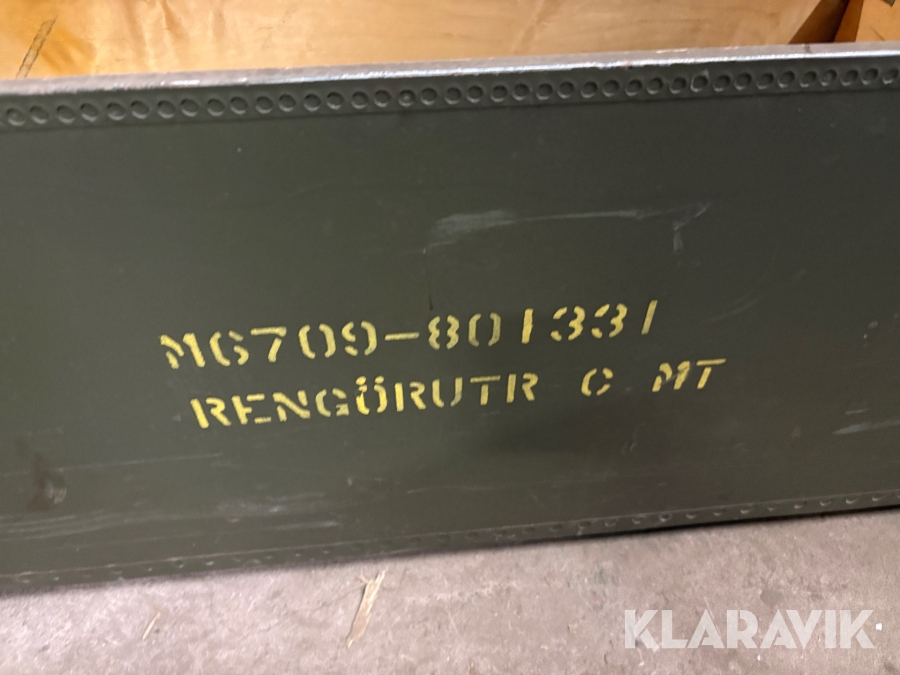 M6709-801331
RENGÖRUTR C MT
KLARAVIK.